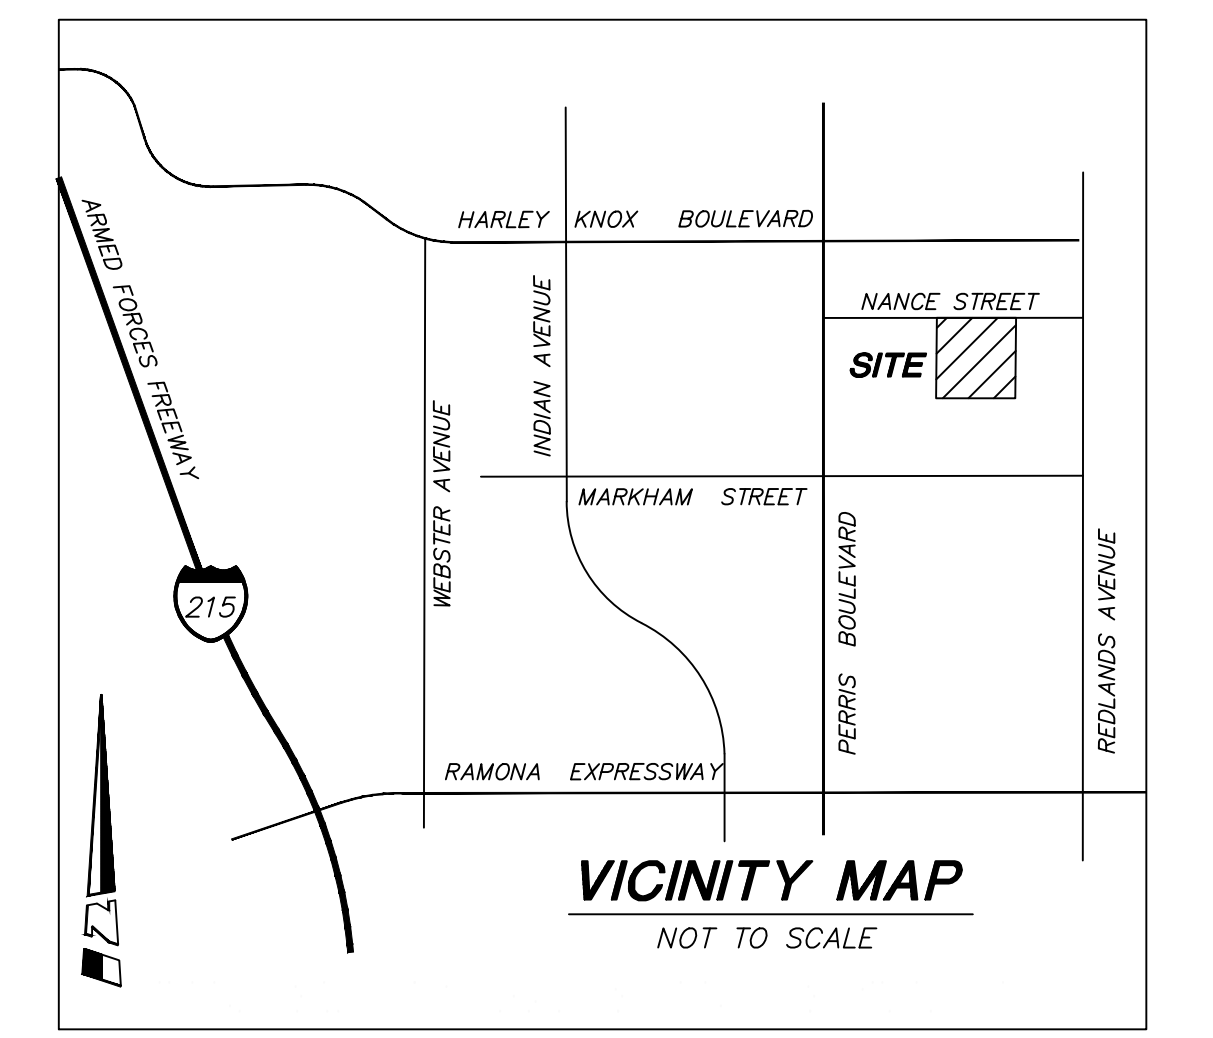 HARLEY KNOX BOULEVARD
ARMED FORCES FREEWAY
INDIAN AVENUE
NANCE STREET
SITE
WEBSTER AVENUE
MARKHAM STREET
PERRIS BOULEVARD
REDLANDS AVENUE
215
RAMONA EXPRESSWAY
VICINITY MAP
NOT TO SCALE
N